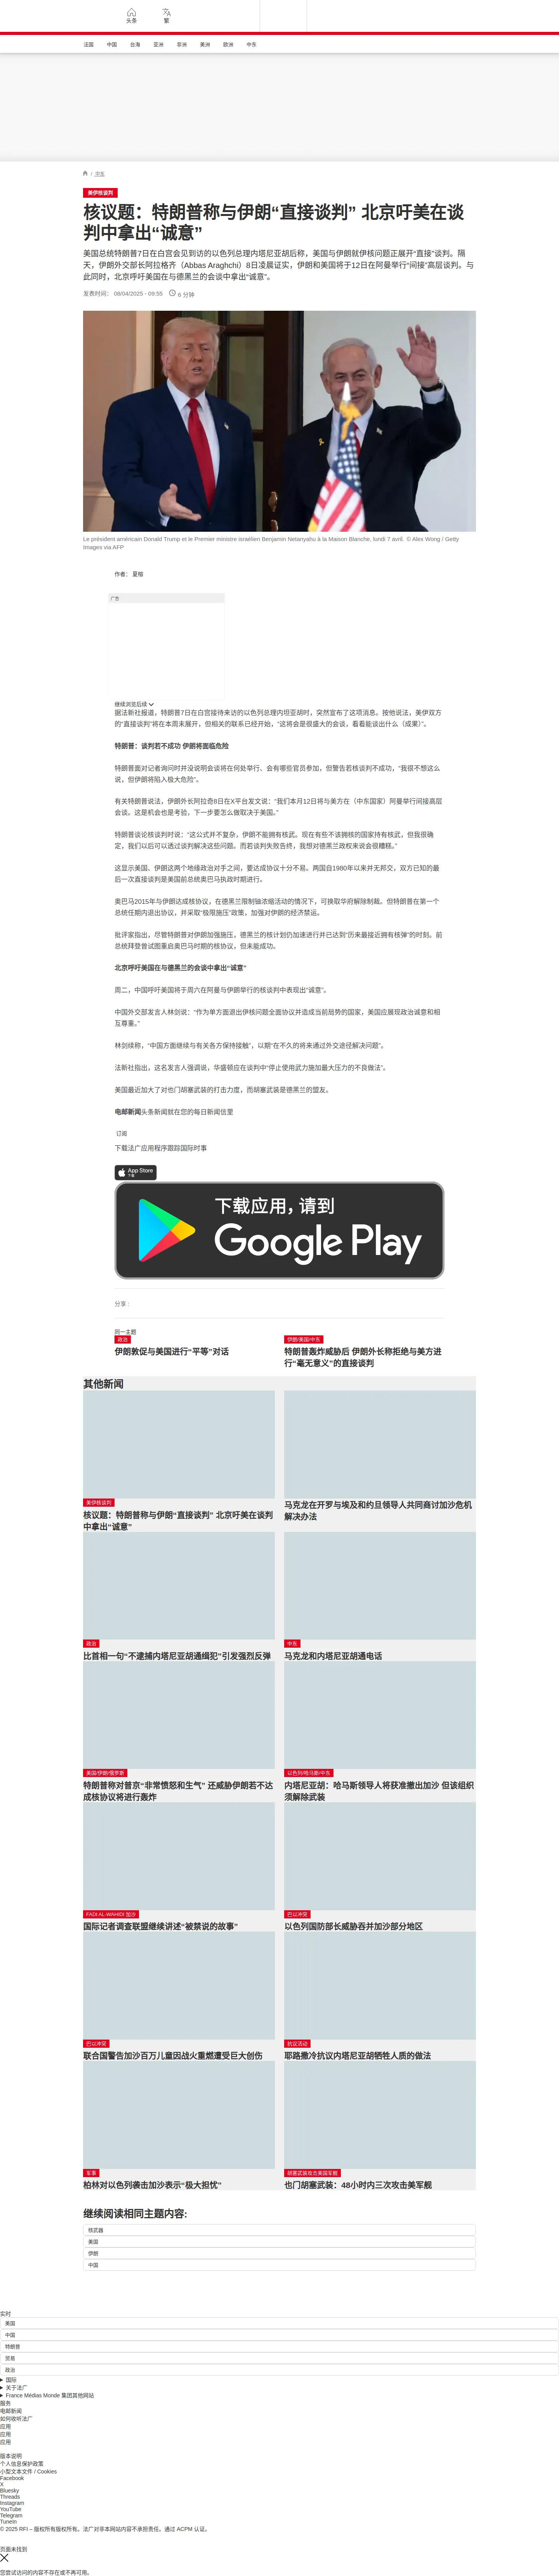 头条
繁
法国 中国 台海 亚洲 非洲 美洲 欧洲 中东
/ 中东
美伊核谈判
核议题：特朗普称与伊朗“直接谈判” 北京吁美在谈
判中拿出“诚意”
美国总统特朗普7日在白宫会见到访的以色列总理内塔尼亚胡后称，美国与伊朗就伊核问题正展开“直接”谈判。隔
天，伊朗外交部长阿拉格齐（Abbas Araghchi）8日凌晨证实，伊朗和美国将于12日在阿曼举行“间接”高层谈判。与
此同时，北京呼吁美国在与德黑兰的会谈中拿出“诚意”。
发表时间： 08/04/2025 - 09:55 6 分钟
Le président américain Donald Trump et le Premier ministre israélien Benjamin Netanyahu à la Maison Blanche, lundi 7 avril. © Alex Wong / Getty
Images via AFP
作者： 夏榕
广告
继续浏览后续
据法新社报道，特朗普7日在白宫接待来访的以色列总理内坦亚胡时，突然宣布了这项消息。按他说法，美伊双方
的“直接谈判”将在本周末展开，但相关的联系已经开始，“这将会是很盛大的会谈，看看能谈出什么（成果）”。
特朗普：谈判若不成功 伊朗将面临危险
特朗普面对记者询问时并没明说会谈将在何处举行、会有哪些官员参加，但警告若核谈判不成功，“我很不想这么
说，但伊朗将陷入极大危险”。
有关特朗普说法，伊朗外长阿拉奇8日在X平台发文说：“我们本月12日将与美方在（中东国家）阿曼举行间接高层
会谈。这是机会也是考验，下一步要怎么做取决于美国。”
特朗普谈论核谈判时说：“这公式并不复杂，伊朗不能拥有核武。现在有些不该拥核的国家持有核武，但我很确
定，我们以后可以透过谈判解决这些问题。而若谈判失败告终，我想对德黑兰政权来说会很糟糕。”
这显示美国、伊朗这两个地缘政治对手之间，要达成协议十分不易。两国自1980年以来并无邦交，双方已知的最
后一次直接谈判是美国前总统奥巴马执政时期进行。
奥巴马2015年与伊朗达成核协议，在德黑兰限制铀浓缩活动的情况下，可换取华府解除制裁。但特朗普在第一个
总统任期内退出协议，并采取“极限施压”政策，加强对伊朗的经济禁运。
批评家指出，尽管特朗普对伊朗加强施压，德黑兰的核计划仍加速进行并已达到“历来最接近拥有核弹”的时刻。前
总统拜登曾试图重启奥巴马时期的核协议，但未能成功。
北京呼吁美国在与德黑兰的会谈中拿出“诚意”
周二，中国呼吁美国将于周六在阿曼与伊朗举行的核谈判中表现出“诚意”。
中国外交部发言人林剑说：“作为单方面退出伊核问题全面协议并造成当前局势的国家，美国应展现政治诚意和相
互尊重。”
林剑续称，“中国方面继续与有关各方保持接触”，以期“在不久的将来通过外交途径解决问题”。
法新社指出，这名发言人强调说，华盛顿应在谈判中“停止使用武力施加最大压力的不良做法”。
美国最近加大了对也门胡塞武装的打击力度，而胡塞武装是德黑兰的盟友。
电邮新闻头条新闻就在您的每日新闻信里
订阅
下载法广应用程序跟踪国际时事
App Store
下载
下载应用，请到
Google Play
分享 :
同一主题
政治
伊朗敦促与美国进行“平等”对话
伊朗/美国/中东
特朗普轰炸威胁后 伊朗外长称拒绝与美方进
行“毫无意义”的直接谈判
其他新闻
美伊核谈判
核议题：特朗普称与伊朗“直接谈判” 北京吁美在谈判
中拿出“诚意”
马克龙在开罗与埃及和约旦领导人共同商讨加沙危机
解决办法
政治
比首相一句“不逮捕内塔尼亚胡通缉犯”引发强烈反弹
中东
马克龙和内塔尼亚胡通电话
美国/伊朗/俄罗斯
特朗普称对普京“非常愤怒和生气” 还威胁伊朗若不达
成核协议将进行轰炸
以色列/哈马斯/中东
内塔尼亚胡：哈马斯领导人将获准撤出加沙 但该组织
须解除武装
FADI AL-WAHIDI 加沙
国际记者调查联盟继续讲述“被禁说的故事”
巴以冲突
以色列国防部长威胁吞并加沙部分地区
巴以冲突
联合国警告加沙百万儿童因战火重燃遭受巨大创伤
抗议活动
耶路撒冷抗议内塔尼亚胡牺牲人质的做法
军事
柏林对以色列袭击加沙表示“极大担忧”
胡塞武装攻击美国军舰
也门胡塞武装：48小时内三次攻击美军舰
继续阅读相同主题内容:
核武器
美国
伊朗
中国
实时
美国
中国
特朗普
贸易
政治
国际
关于法广
France Médias Monde 集团其他网站
服务
电邮新闻
如何收听法广
应用
应用
应用
版本说明
个人信息保护政策
小型文本文件 / Cookies
Facebook
X
Bluesky
Threads
Instagram
YouTube
Telegram
TuneIn
© 2025 RFI – 版权所有版权所有。法广对非本网站内容不承担责任。通过 ACPM 认证。
页面未找到
您尝试访问的内容不存在或不再可用。